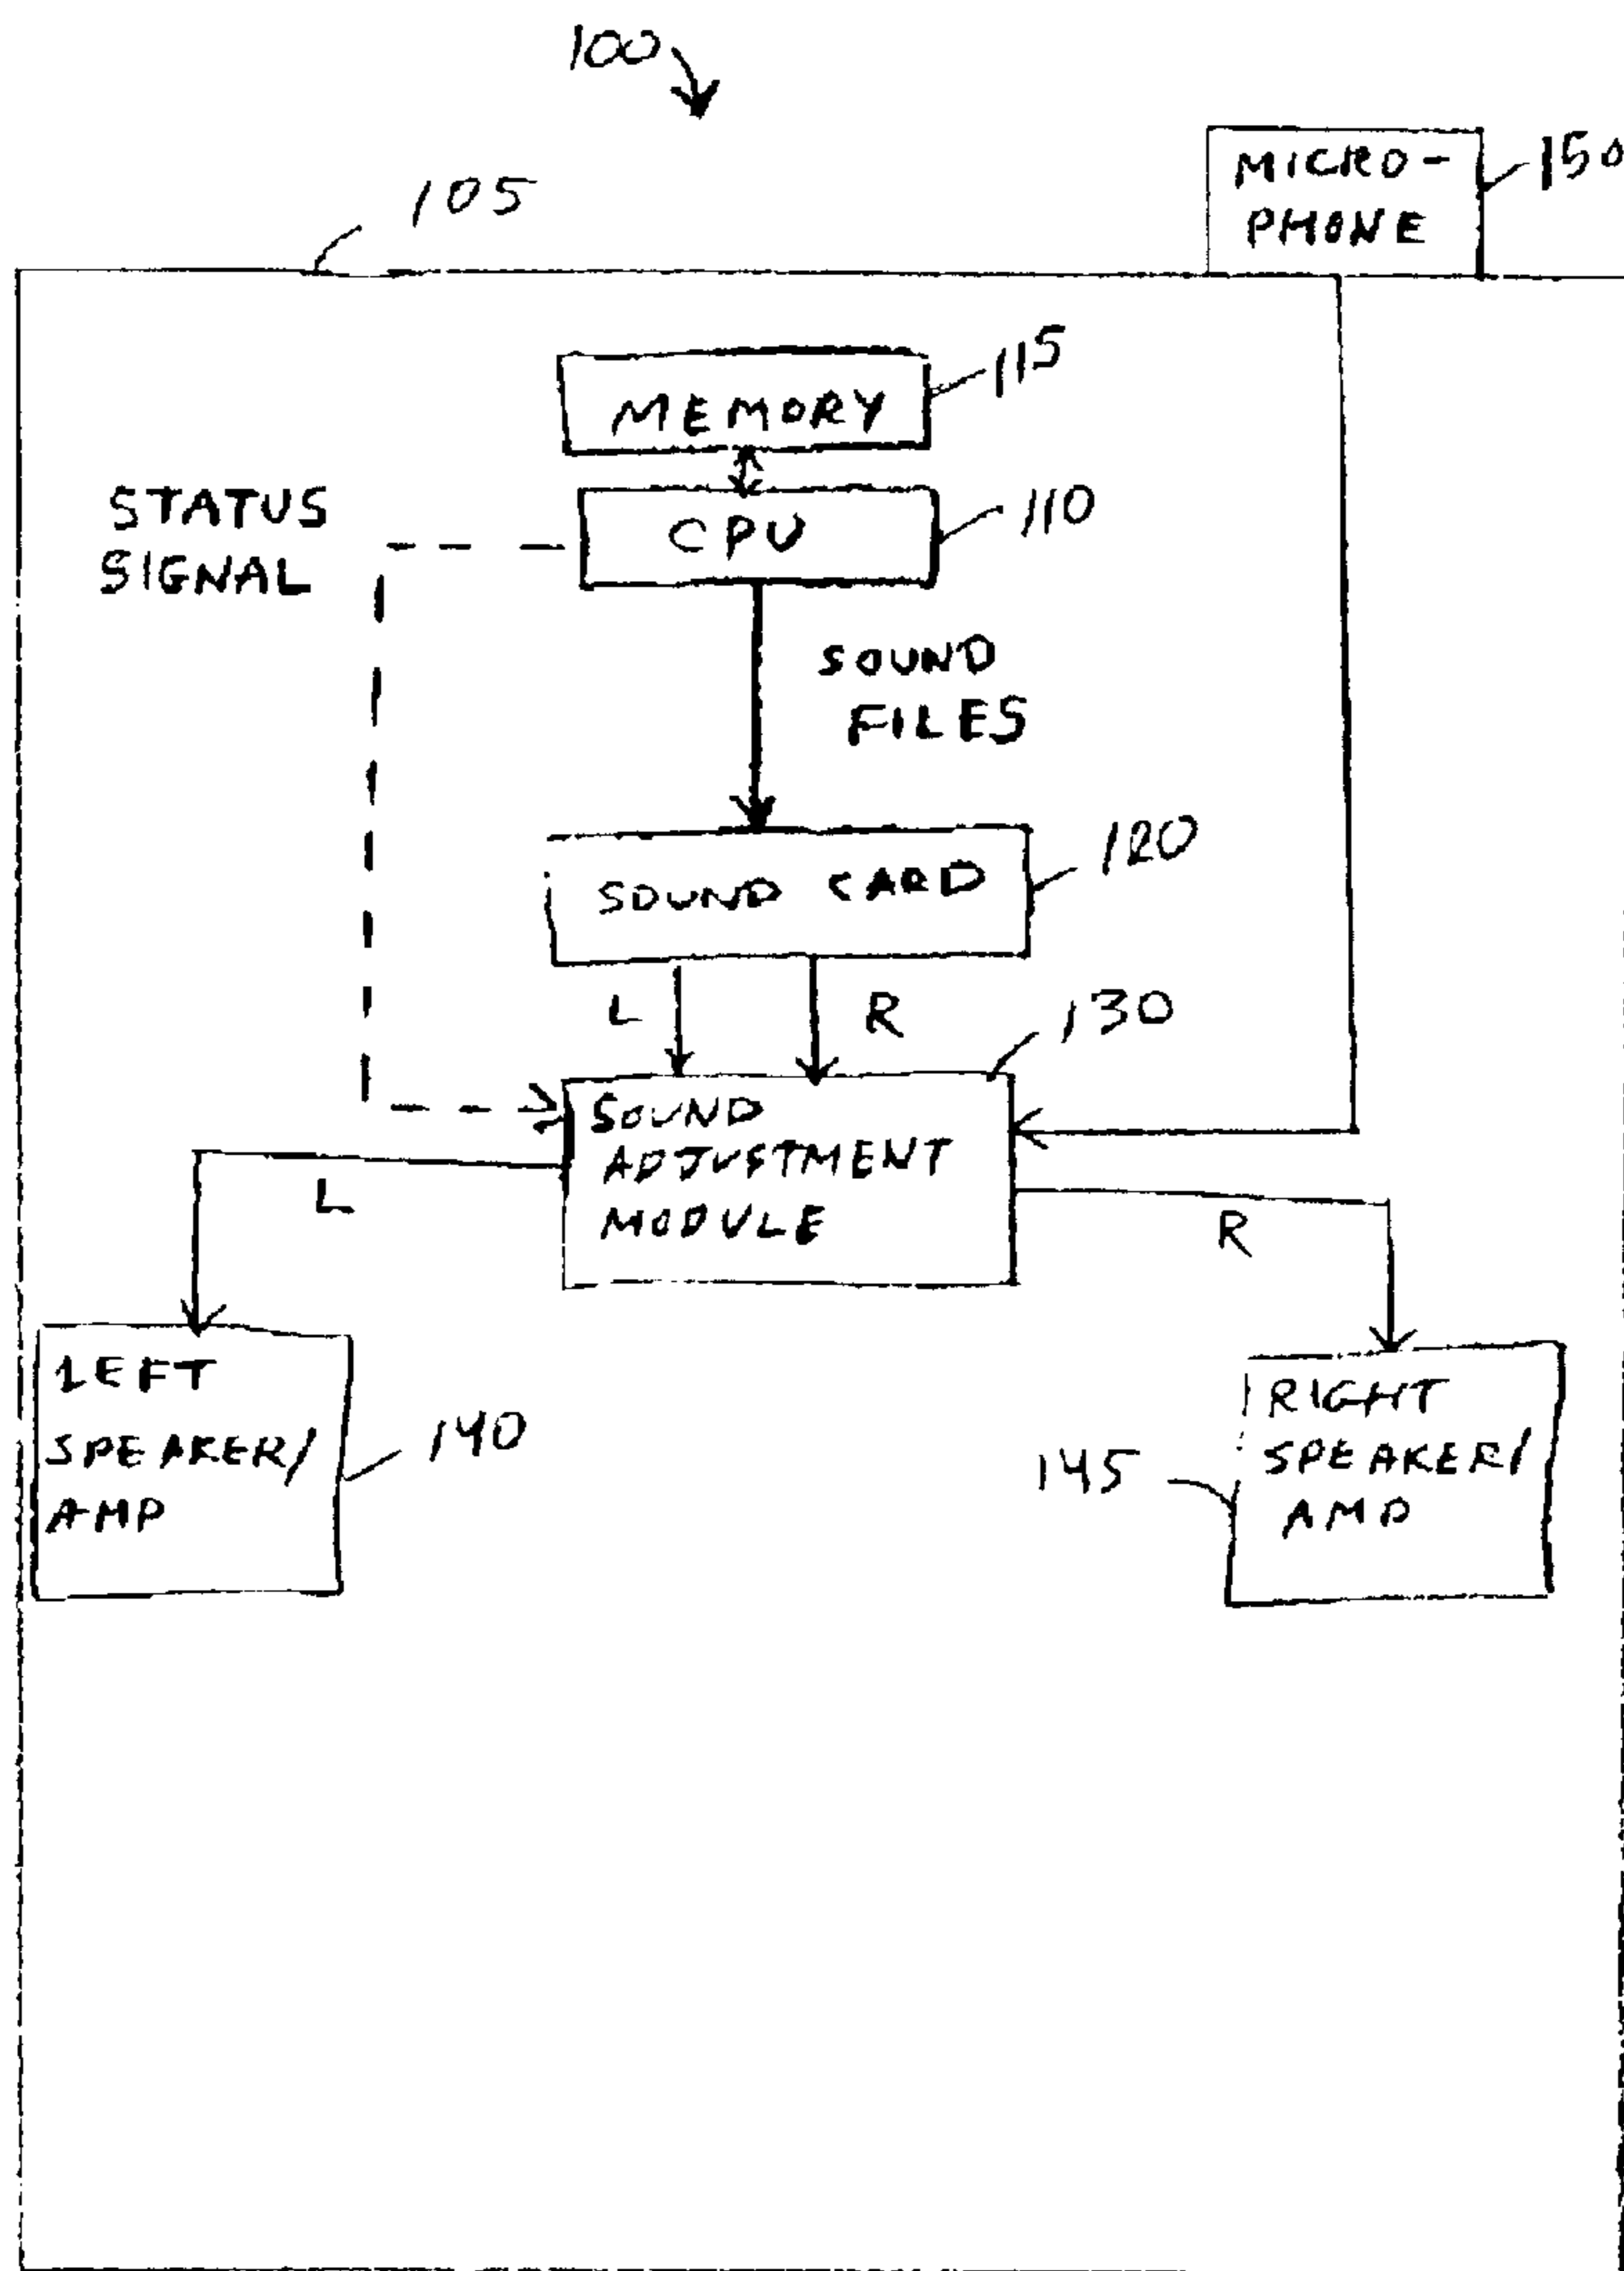 100
MICRO-
PHONE
150
105
MEMORY
115
STATUS
SIGNAL
CPU
110
SOUND
FILES
SOUND CARD
120
L
R
130
SOUND
ADJUSTMENT
MODULE
L
R
LEFT
SPEAKER/
AMP
140
145
RIGHT
SPEAKER/
AMP